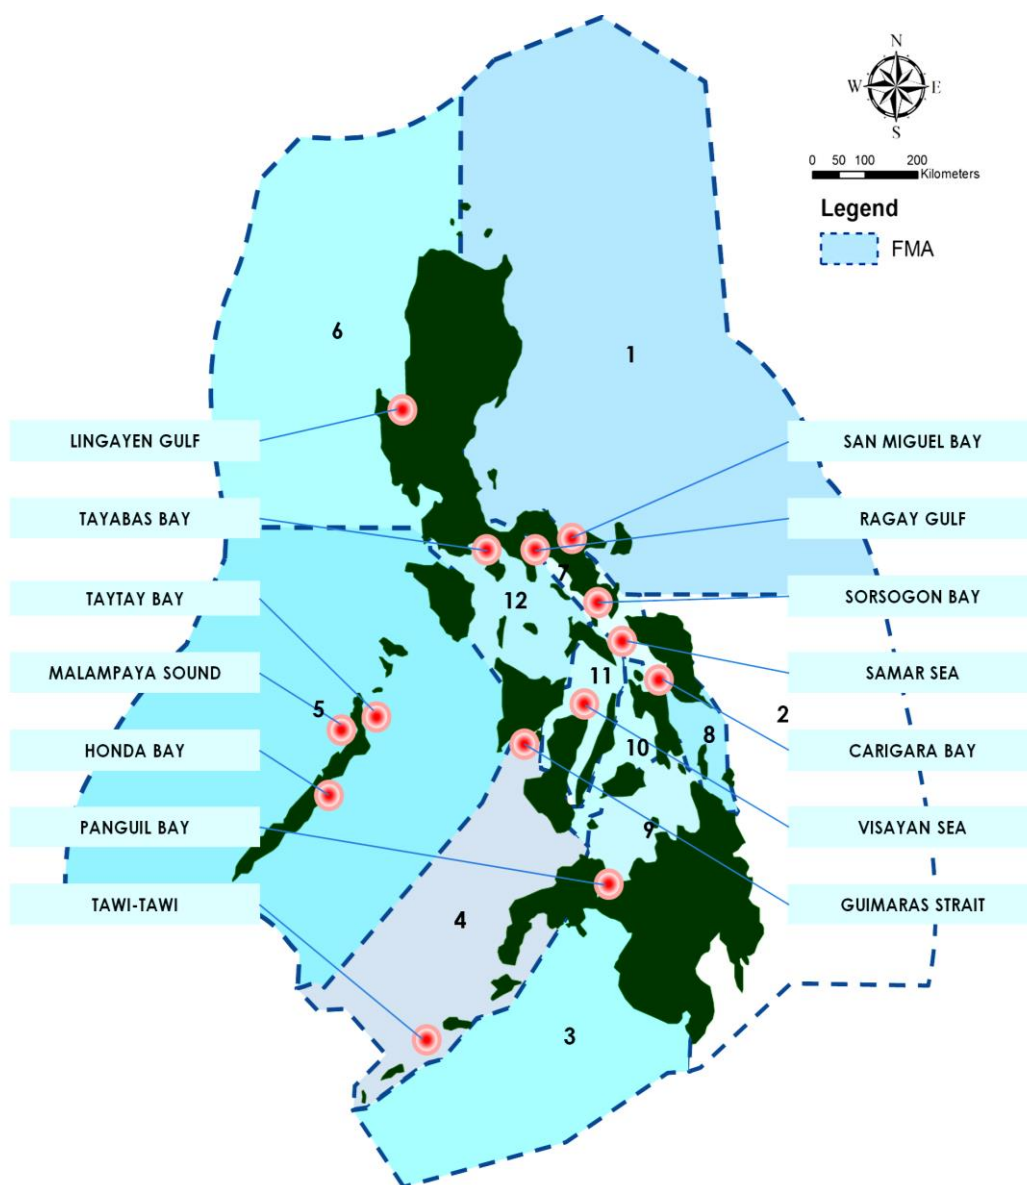 N
W E
S
0 50 100 200
Kilometers
Legend
FMA
6
1
LINGAYEN GULF
SAN MIGUEL BAY
TAYABAS BAY
RAGAY GULF
7
TAYTAY BAY
12
SORSOGON BAY
MALAMPAYA SOUND
11
SAMAR SEA
5
2
8
HONDA BAY
10
CARIGARA BAY
PANGUIL BAY
9
VISAYAN SEA
TAWI-TAWI
4
GUIMARAS STRAIT
3